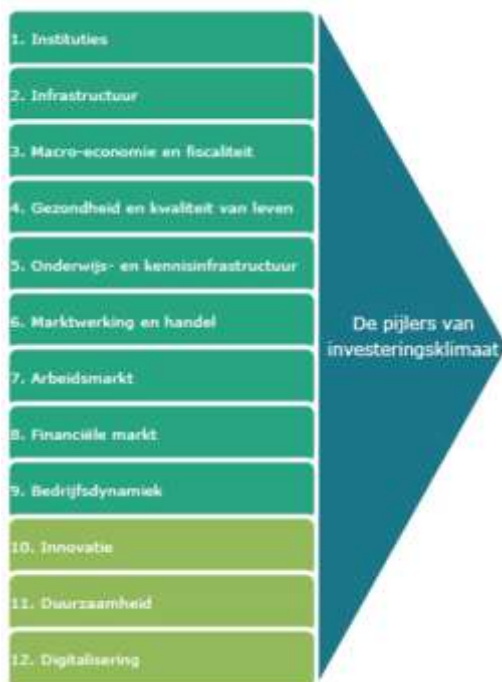 1. Instituties
2. Infrastructuur
3. Macro-economie en fiscaliteit
4. Gezondheid en kwaliteit van leven
5. Onderwijs- en kennisinfrastructuur
6. Marktwerking en handel
7. Arbeidsmarkt
8. Financiële markt
9. Bedrijfsdynamiek
10. Innovatie
11. Duurzaamheid
12. Digitalisering
De pijlers van
investeringsklimaat